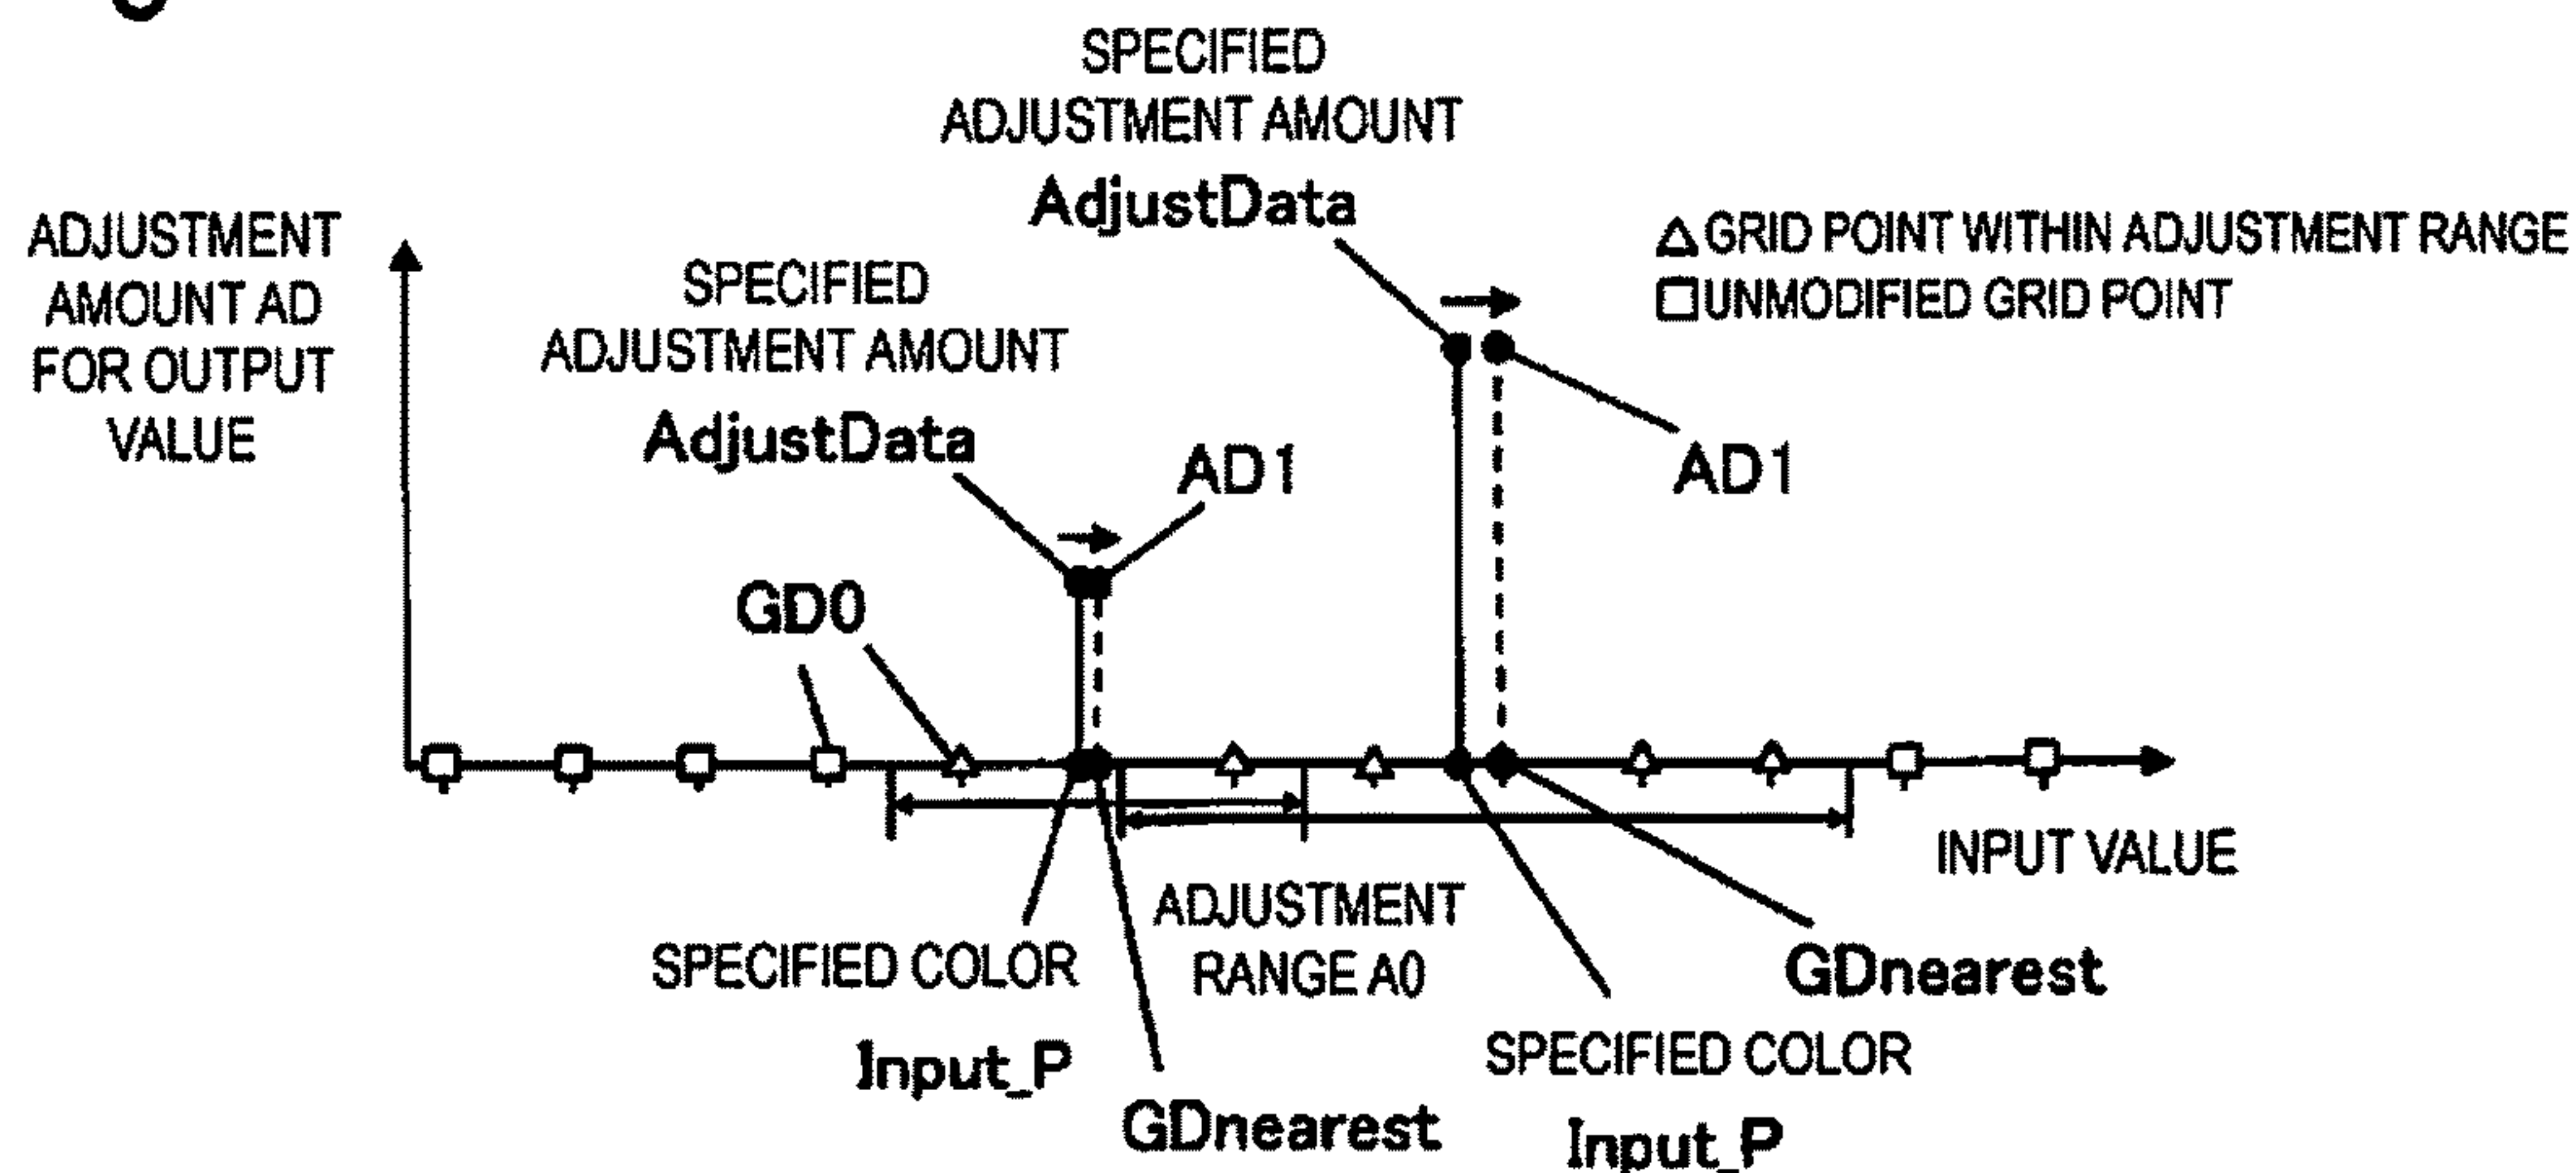 SPECIFIED
ADJUSTMENT AMOUNT
AdjustData
ADJUSTMENT
AMOUNT AD
FOR OUTPUT
VALUE
SPECIFIED
ADJUSTMENT AMOUNT
AdjustData
GRID POINT WITHIN ADJUSTMENT RANGE
UNMODIFIED GRID POINT
AD1
AD1
GD0
INPUT VALUE
ADJUSTMENT
RANGE A0
SPECIFIED COLOR
Input_P
GDnearest
GDnearest
SPECIFIED COLOR
Input_P